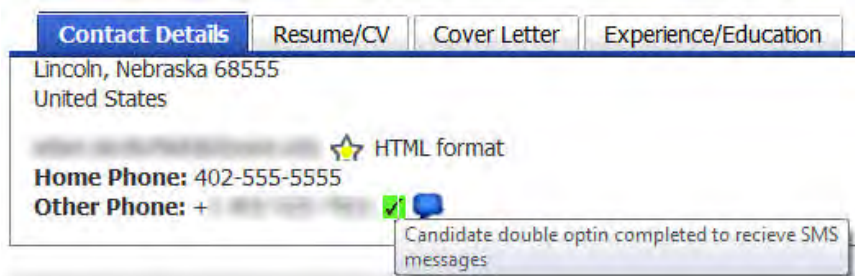 Contact Details
Resume/CV
Cover Letter
Experience/Education
Lincoln, Nebraska 68555
United States
HTML format
Home Phone: 402-555-5555
Other Phone: +
Candidate double optin completed to recieve SMS
messages